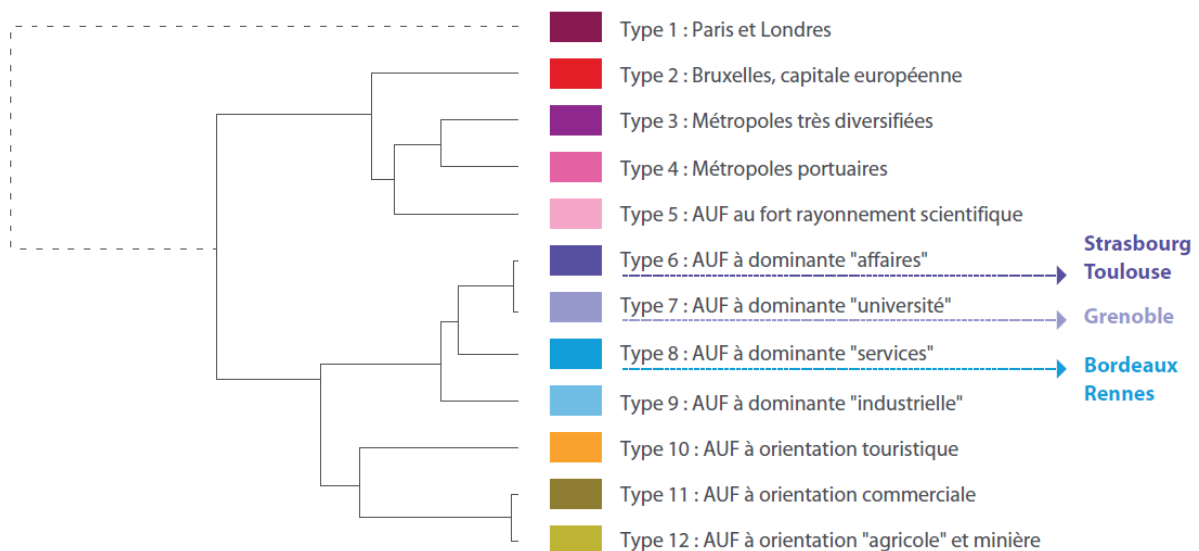 Type 1 : Paris et Londres
Type 2 : Bruxelles, capitale européenne
Type 3 : Métropoles très diversifiées
Type 4 : Métropoles portuaires
Type 5 : AUF au fort rayonnement scientifique
Type 6 : AUF à dominante "affaires"
Strasbourg
Toulouse
Type 7 : AUF à dominante "université"
Grenoble
Type 8 : AUF à dominante "services"
Bordeaux
Rennes
Type 9 : AUF à dominante "industrielle"
Type 10 : AUF à orientation touristique
Type 11 : AUF à orientation commerciale
Type 12 : AUF à orientation "agricole" et minière